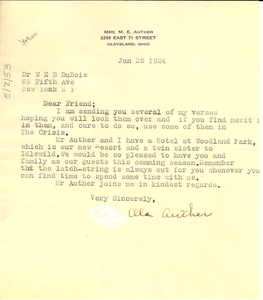 MRS. M. E. AUTHER
2258 EAST 71 STREET
CLEVELAND, OHIO
Jan 25 1924
Dr W E B DuBois
69 Fifth Ave
New York N Y
Dear Friend;
I am sending you several of my verses
hoping you will look them over and if you find merit
in them, and care to do so, use some of them in
The Crisis.
Mr Auther and I have a Hotel at Woodland Park,
which is our new Resort and a twin sister to
Idlewild. We would be so pleased to have you and
family as our guests this comming season. Remember
tht the latch-string is always out for you whenever you
can find time to spend some time with us.
Mr Auther joins me in kindest regards.
Very Sincerely,
Ella Auther